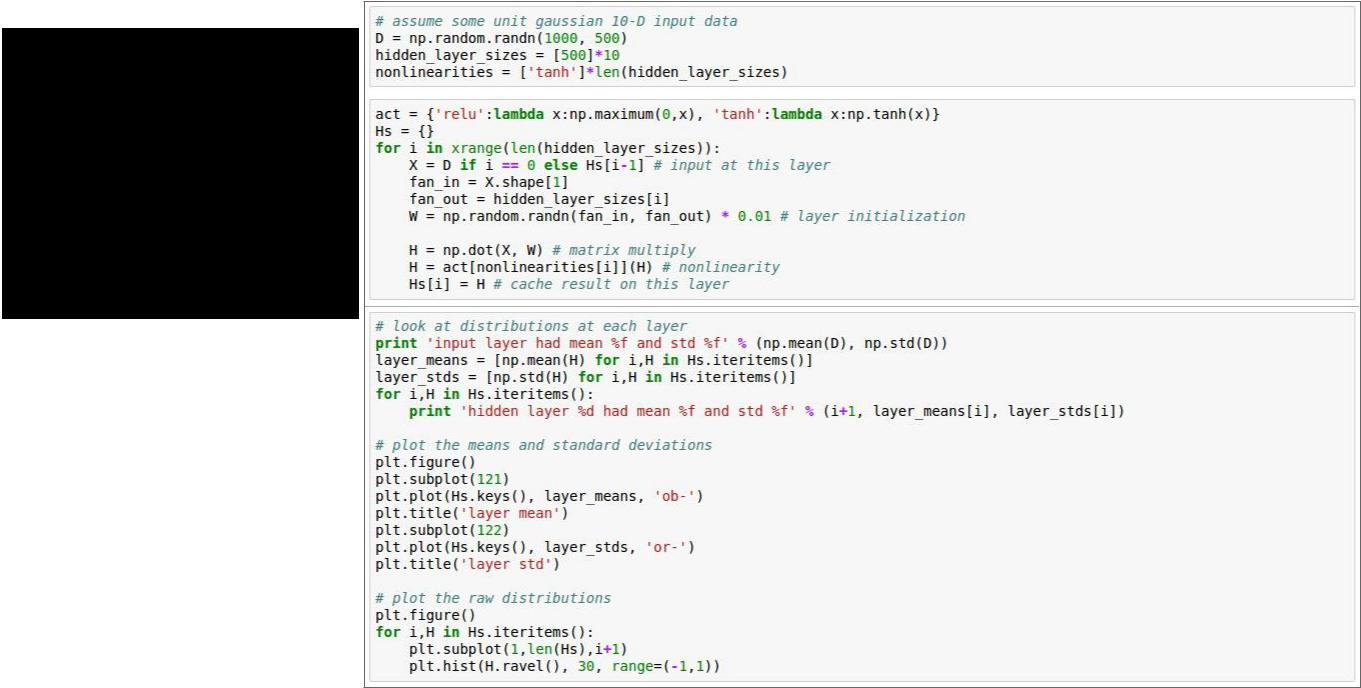 # assume some unit gaussian 10-D input data
D = np.random.randn(1000, 500)
hidden_layer_sizes = [500]*10
nonlinearities = ['tanh']*len(hidden_layer_sizes)
act = {'relu':lambda x:np.maximum(0,x), 'tanh':lambda x:np.tanh(x)}
Hs = {}
for i in xrange(len(hidden_layer_sizes)):
    X = D if i == 0 else Hs[i-1] # input at this layer
    fan_in = X.shape[1]
    fan_out = hidden_layer_sizes[i]
    W = np.random.randn(fan_in, fan_out) * 0.01 # layer initialization
    H = np.dot(X, W) # matrix multiply
    H = act[nonlinearities[i]](H) # nonlinearity
    Hs[i] = H # cache result on this layer
# look at distributions at each layer
print 'input layer had mean %f and std %f' % (np.mean(D), np.std(D))
layer_means = [np.mean(H) for i,H in Hs.iteritems()]
layer_stds = [np.std(H) for i,H in Hs.iteritems()]
for i,H in Hs.iteritems():
    print 'hidden layer %d had mean %f and std %f' % (i+1, layer_means[i], layer_stds[i])
# plot the means and standard deviations
plt.figure()
plt.subplot(121)
plt.plot(Hs.keys(), layer_means, 'ob-')
plt.title('layer mean')
plt.subplot(122)
plt.plot(Hs.keys(), layer_stds, 'or-')
plt.title('layer std')
# plot the raw distributions
plt.figure()
for i,H in Hs.iteritems():
    plt.subplot(1,len(Hs),i+1)
    plt.hist(H.ravel(), 30, range=(-1,1))